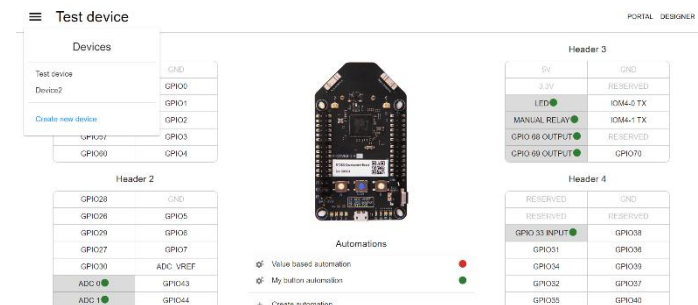 Test device
PORTAL DESIGNER
Devices
Test device
Device2
Create new device
GND
GPIO0
GPIO1
GPIO2
GPIO57 GPIO3
GPIO60 GPIO4
Header 2
GPIO28 GND
GPIO26 GPIO5
GPIO29 GPIO6
GPIO27 GPIO7
GPIO30 ADC VREF
ADC 0 GPIO43
ADC 1 GPIO44
Automations
Value based automation
My button automation
+ Create automation
Header 3
5V GND
3.3V RESERVED
LED IOM4-0 TX
MANUAL RELAY IOM4-1 TX
GPIO 68 OUTPUT RESERVED
GPIO 69 OUTPUT GPIO70
Header 4
RESERVED GND
RESERVED RESERVED
GPIO 33 INPUT GPIO38
GPIO31 GPIO36
GPIO34 GPIO39
GPIO32 GPIO37
GPIO35 GPIO40